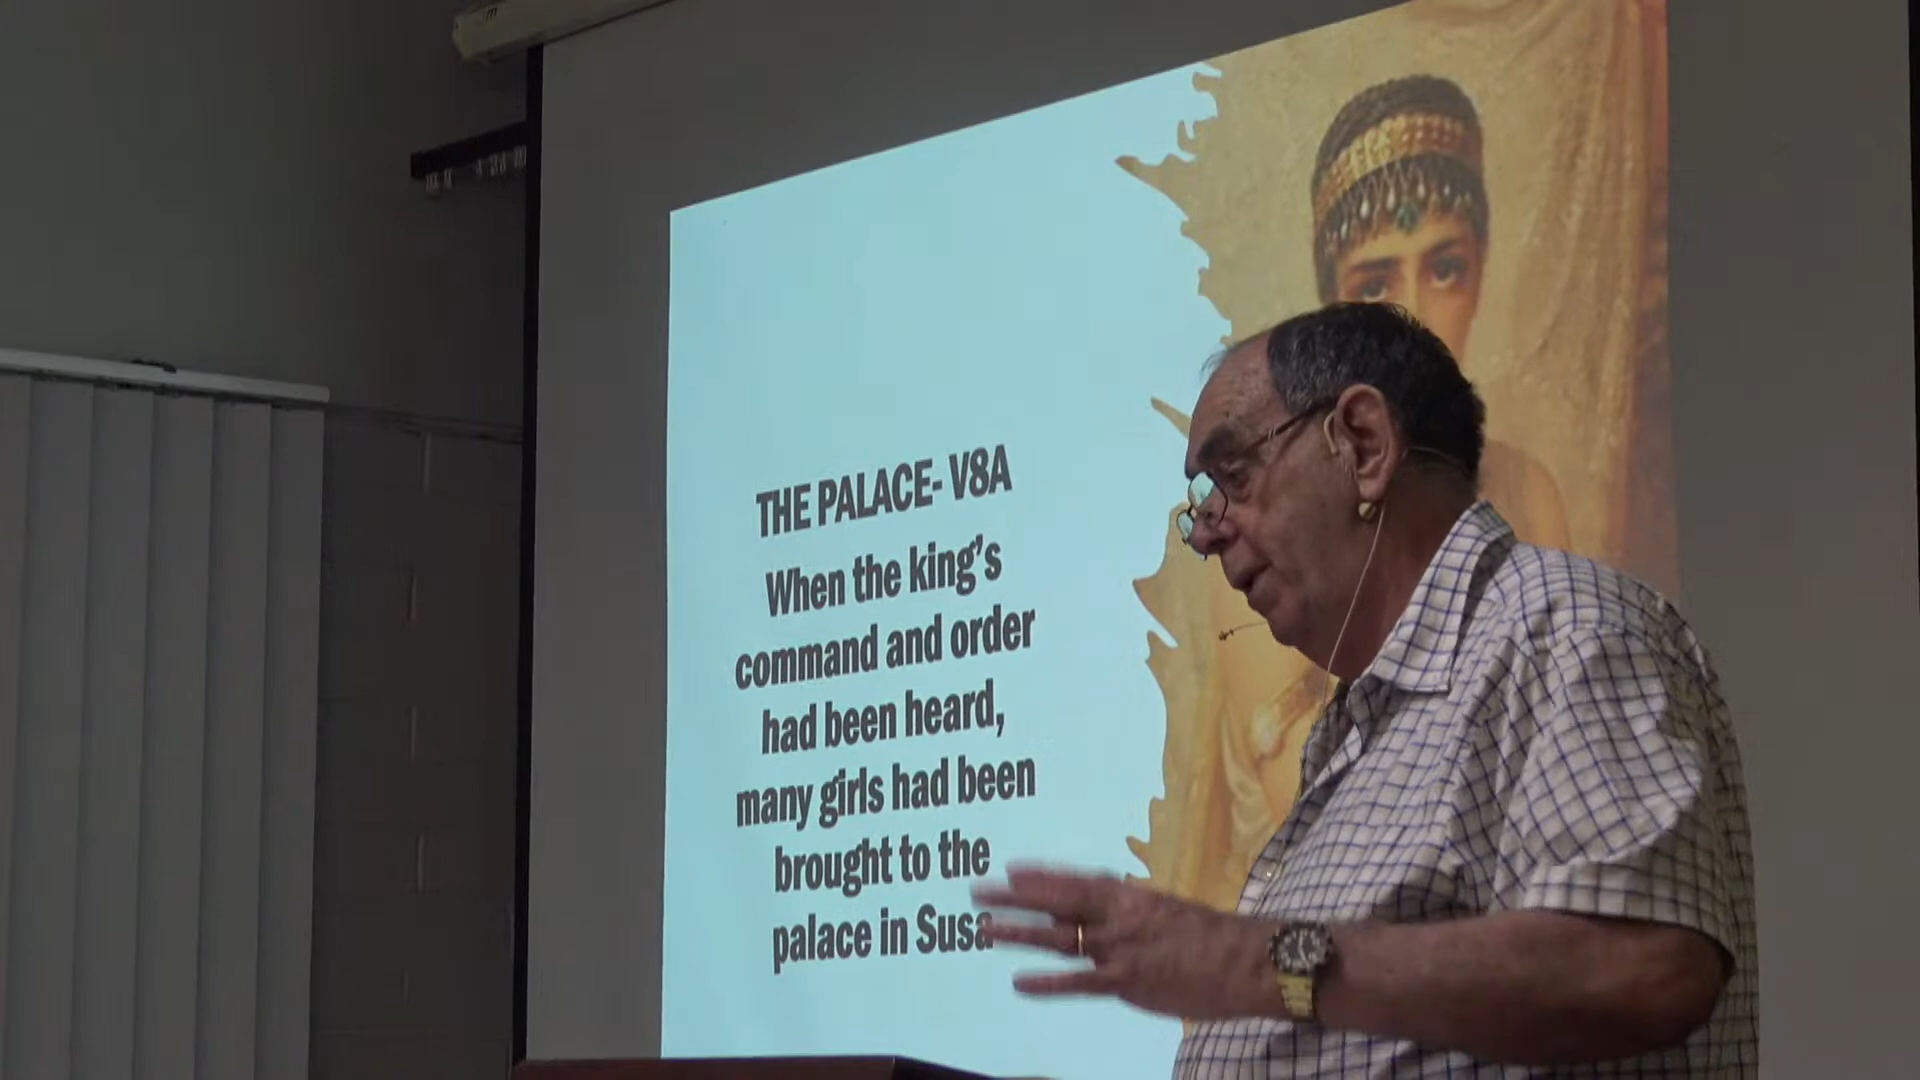 THE PALACE- V8A
When the king's
command and order
had been heard,
many girls had been
brought to the
palace in Susa